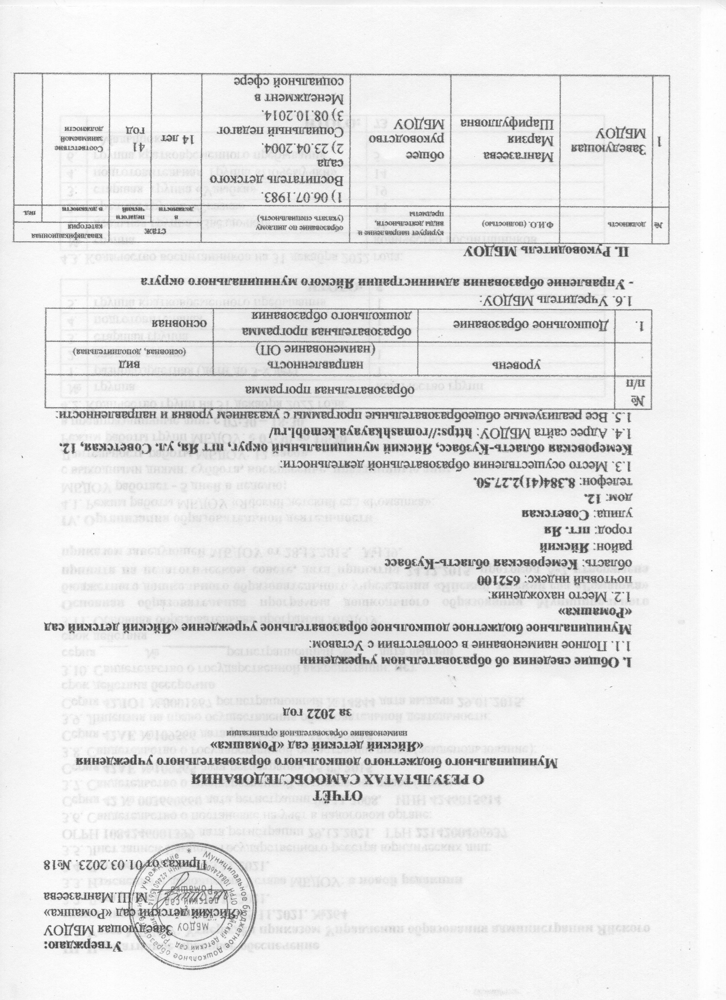 Утверждаю:
Заведующая МБДОУ
«Яйский детский сад «Ромашка»
М.Ш.Мангазеева
Приказ от 01.03.2023. №18
МБДОУ
детский сад
Ромашка
ОТЧЁТ
О РЕЗУЛЬТАТАХ САМООБСЛЕДОВАНИЯ
Муниципального бюджетного дошкольного образовательного учреждения
«Яйский детский сад «Ромашка»
наименование образовательной организации
за 2022 год
I. Общие сведения об образовательном учреждении
1.1. Полное наименование в соответствии с Уставом:
Муниципальное бюджетное дошкольное образовательное учреждение «Яйский детский сад
«Ромашка»
1.2. Место нахождения:
почтовый индекс: 652100
область: Кемеровская область-Кузбасс
район: Яйский
город: пгт. Яя
улица: Советская
дом: 12.
телефон: 8.384(41)2.27.50.
1.3. Место осуществления образовательной деятельности:
Кемеровская область-Кузбасс, Яйский муниципальный округ, пгт Яя, ул. Советская, 12.
1.4. Адрес сайта МБДОУ: https://romashkayaya.kemobl.ru/
1.5. Все реализуемые общеобразовательные программы с указанием уровня и направленности:
№ п/п образовательная программа
уровень направленность (наименование ОП) вид (основная, дополнительная)
1. Дошкольное образование образовательная программа дошкольного образования основная
1.6. Учредитель МБДОУ:
- Управление образования администрации Яйского муниципального округа
II. Руководитель МБДОУ
№ должность Ф.И.О. (полностью) курирует направление и виды деятельности, предметы образование по диплому (указать специальность) стаж квалификационная категория
в должности педагогический в должности пед.
1 Заведующая МБДОУ Мангазеева Марзия Шарифулловна общее руководство МБДОУ
1) 06.07.1983.
Воспитатель детского
сада
2) 23.04.2004.
Социальный педагог
3) 08.10.2014.
Менеджмент в
социальной сфере
14 лет 41 год Соответствие занимаемой должности